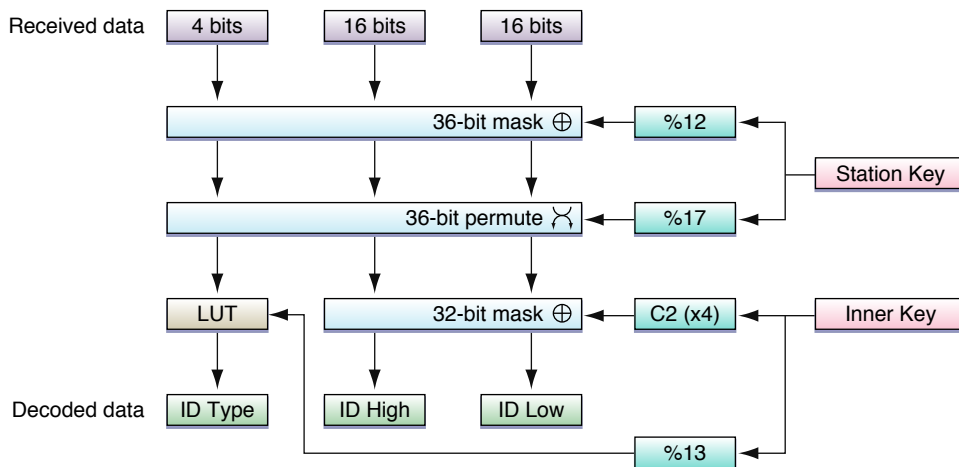 Received data
4 bits
16 bits
16 bits
36-bit mask ⊕
%12
Station Key
36-bit permute
%17
LUT
32-bit mask ⊕
C2 (x4)
Inner Key
Decoded data
ID Type
ID High
ID Low
%13